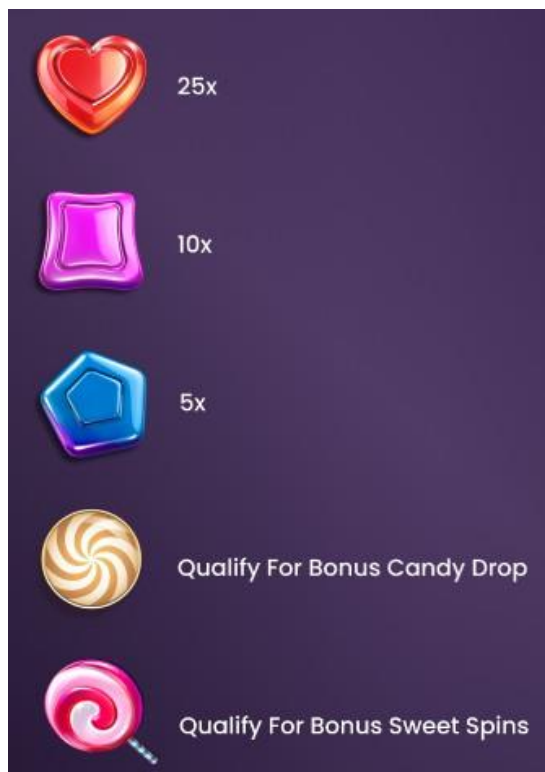 25x
10x
5x
Qualify For Bonus Candy Drop
Qualify For Bonus Sweet Spins